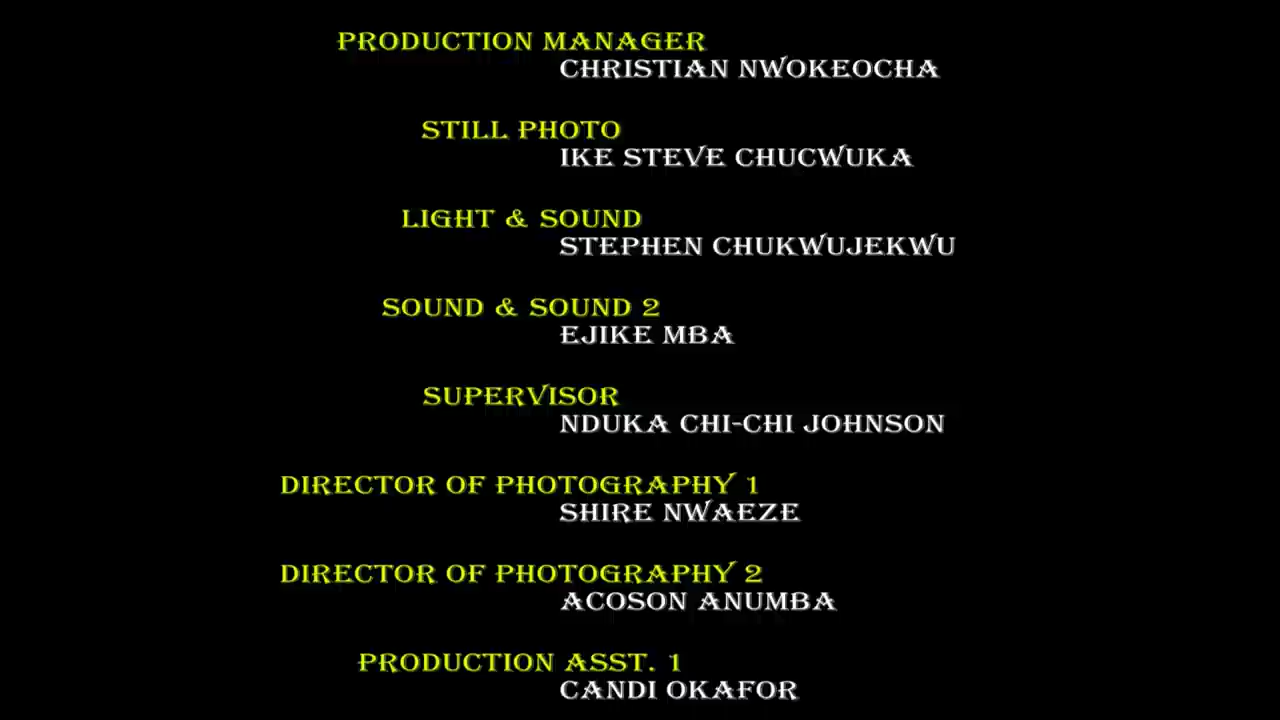 PRODUCTION MANAGER
CHRISTIAN NWOKEOCHA
STILL PHOTO
IKE STEVE CHUCWUKA
LIGHT & SOUND
STEPHEN CHUKWUJEKWU
SOUND & SOUND 2
EJIKE MBA
SUPERVISOR
NDUKA CHI-CHI JOHNSON
DIRECTOR OF PHOTOGRAPHY 1
SHIRE NWAEZE
DIRECTOR OF PHOTOGRAPHY 2
ACOSON ANUMBA
PRODUCTION ASST. 1
CANDI OKAFOR